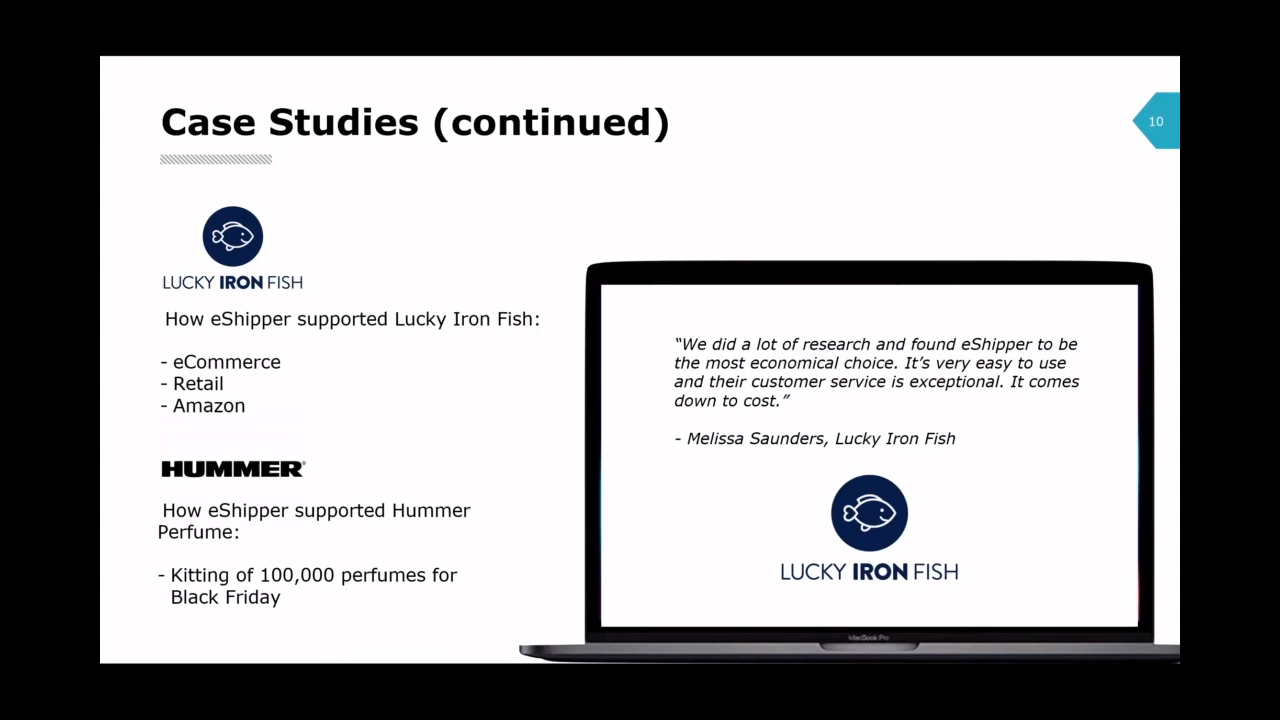 Case Studies (continued)
10
LUCKY IRON FISH
How eShipper supported Lucky Iron Fish:
- eCommerce
- Retail
- Amazon
HUMMER®
How eShipper supported Hummer
Perfume:
- Kitting of 100,000 perfumes for
Black Friday
“We did a lot of research and found eShipper to be
the most economical choice. It’s very easy to use
and their customer service is exceptional. It comes
down to cost.”
- Melissa Saunders, Lucky Iron Fish
LUCKY IRON FISH
MacBook Pro